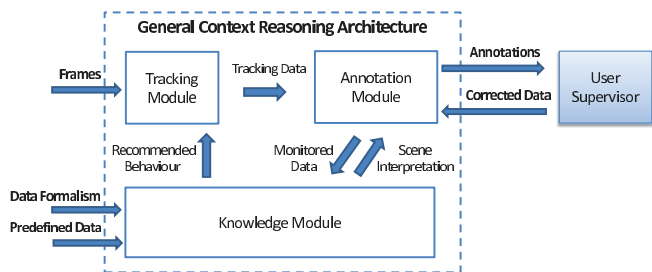 General Context Reasoning Architecture
Frames
Tracking
Module
Tracking Data
Annotation
Module
Annotations
Corrected Data
User
Supervisor
Recommended
Behaviour
Monitored
Data
Scene
Interpretation
Data Formalism
Predefined Data
Knowledge Module